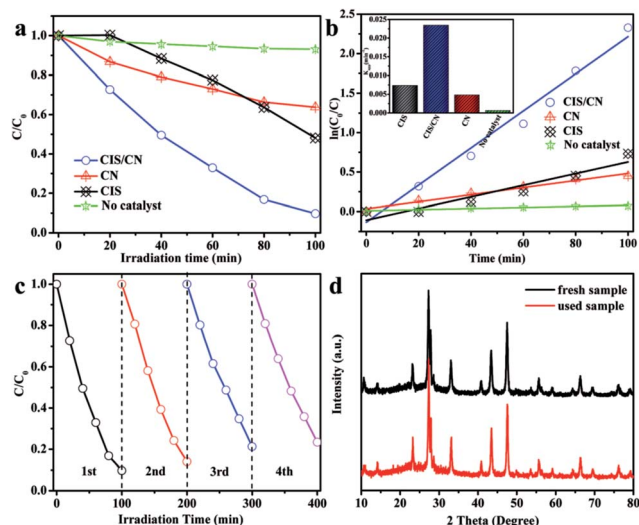 a
C/C0
1.0
0.8
0.6
0.4
0.2
0.0
CIS/CN
CN
CIS
No catalyst
0 20 40 60 80 100
Irradiation time (min)
b
ln(C0/C)
2.5
2.0
1.5
1.0
0.5
0.0
0.025
0.020
0.015
0.010
0.005
0.000
CIS
CIS/CN
CN
No catalyst
CIS/CN
CN
CIS
No catalyst
0 20 40 60 80 100
Time (min)
c
C/C0
1.0
0.8
0.6
0.4
0.2
0.0
1st 2nd 3rd 4th
0 50 100 150 200 250 300 350 400
Irradiation Time (min)
d
Intensity (a.u.)
fresh sample
used sample
10 20 30 40 50 60 70 80
2 Theta (Degree)